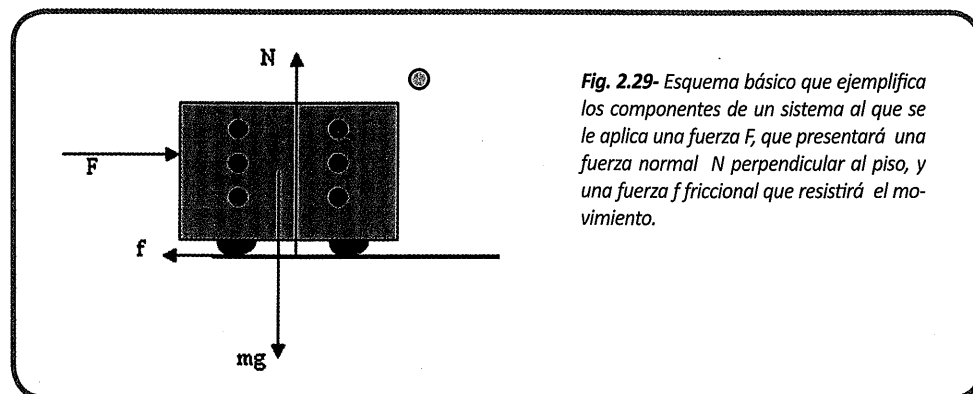 N
F
f
mg
Fig. 2.29- Esquema básico que ejemplifica
los componentes de un sistema al que se
le aplica una fuerza F, que presentará una
fuerza normal N perpendicular al piso, y
una fuerza f friccional que resistirá el mo-
vimiento.